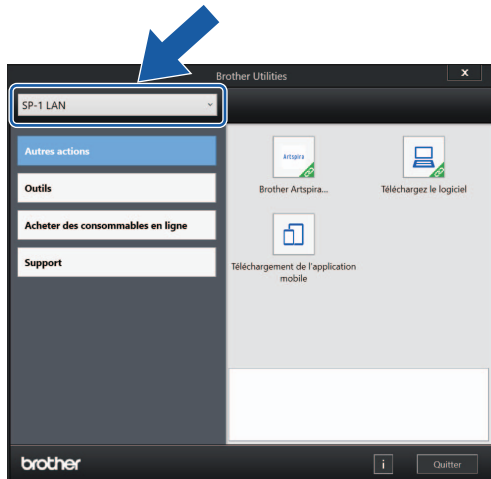 Brother Utilities
X
SP-1 LAN
Autres actions
Outils
Acheter des consommables en ligne
Support
Artspira
Brother Artspira...
Téléchargez le logiciel
Téléchargement de l'application
mobile
brother
i
Quitter